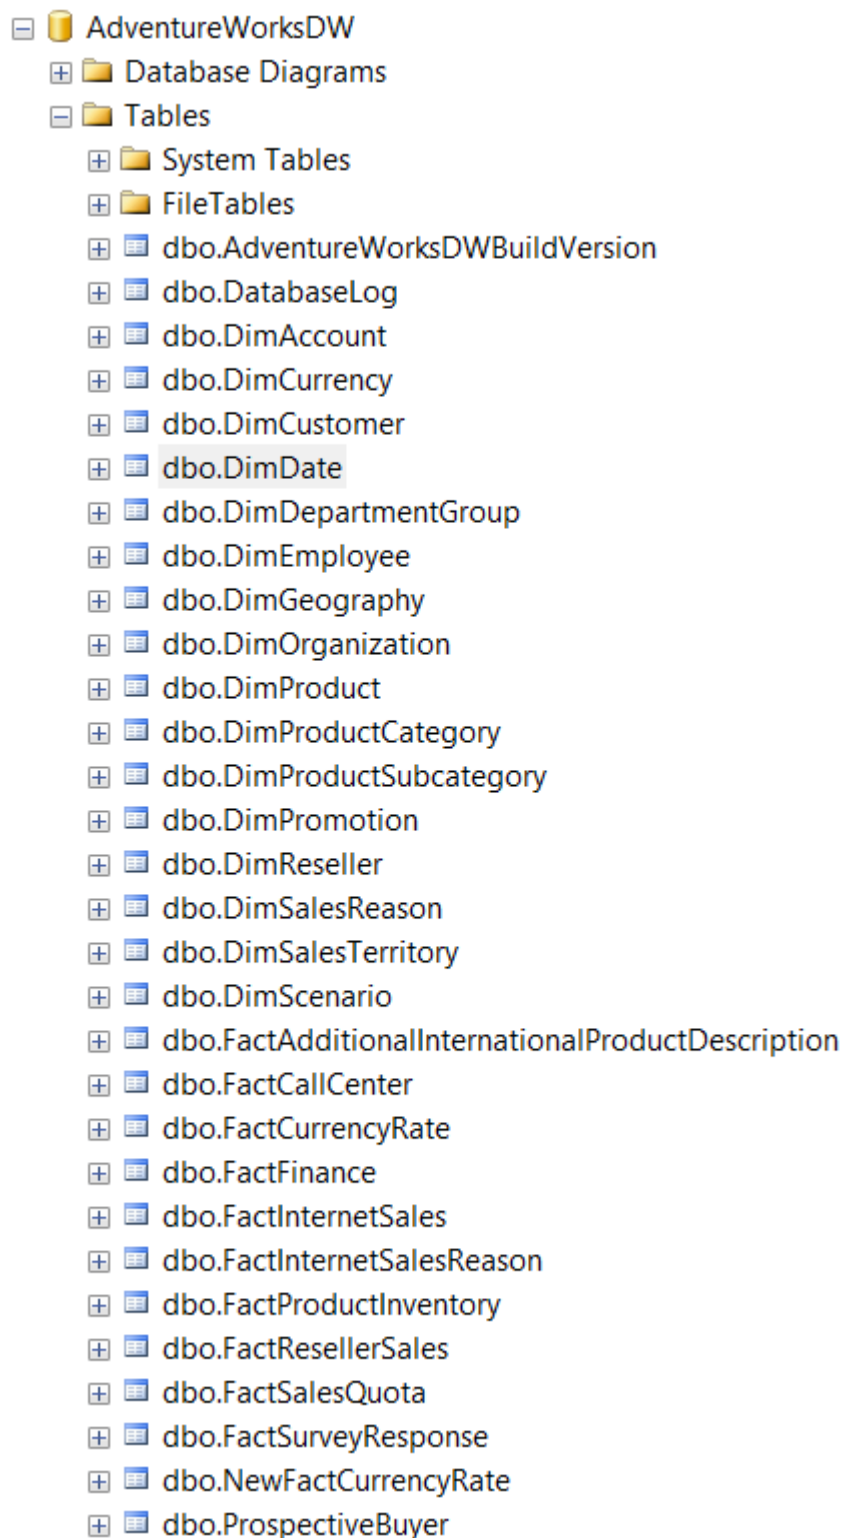 AdventureWorksDW
Database Diagrams
Tables
System Tables
FileTables
dbo.AdventureWorksDWBuildVersion
dbo.DatabaseLog
dbo.DimAccount
dbo.DimCurrency
dbo.DimCustomer
dbo.DimDate
dbo.DimDepartmentGroup
dbo.DimEmployee
dbo.DimGeography
dbo.DimOrganization
dbo.DimProduct
dbo.DimProductCategory
dbo.DimProductSubcategory
dbo.DimPromotion
dbo.DimReseller
dbo.DimSalesReason
dbo.DimSalesTerritory
dbo.DimScenario
dbo.FactAdditionalInternationalProductDescription
dbo.FactCallCenter
dbo.FactCurrencyRate
dbo.FactFinance
dbo.FactInternetSales
dbo.FactInternetSalesReason
dbo.FactProductInventory
dbo.FactResellerSales
dbo.FactSalesQuota
dbo.FactSurveyResponse
dbo.NewFactCurrencyRate
dbo.ProspectiveBuyer